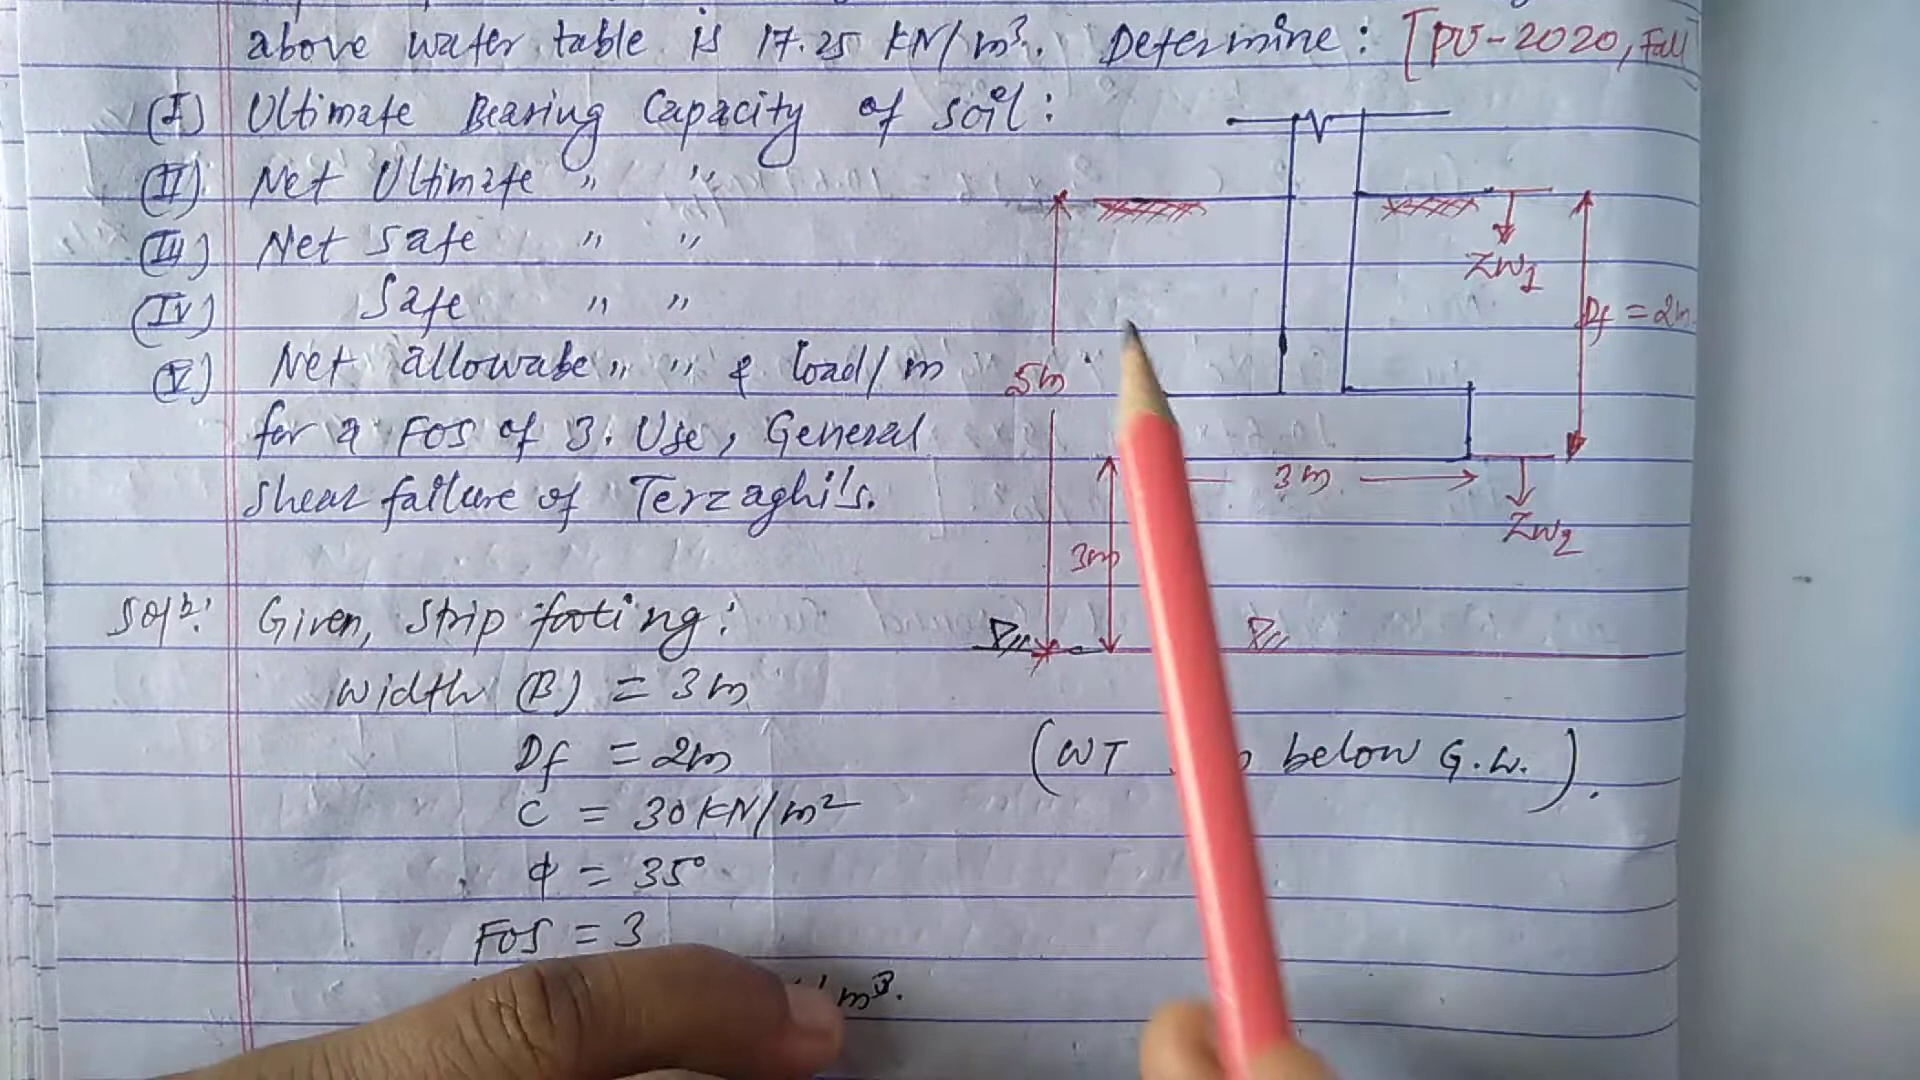 above water table is 17.25 KN/m³. Determine: [PU-2020, Fall]
(I) Ultimate Bearing Capacity of soil:
(II) Net Ultimate " "
(III) Net safe " "
(IV) Safe " "
(V) Net allowabe " " & load/m
for a FOS of 3. Use, General
shear failure of Terzaghi's.
Zw1
Df = 2m
5m
3m
Zw2
3m
Solⁿ: Given, strip footing:
width (B) = 3m
Df = 2m
(WT below G.W.).
C = 30 KN/m²
φ = 35°
FOS = 3
m³.